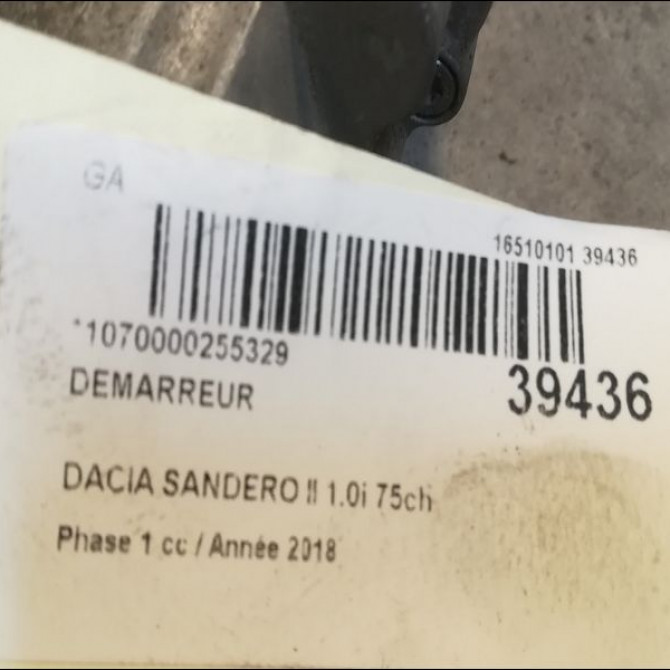 GA
16510101 39436
*1070000255329
39436
DEMARREUR
DACIA SANDERO II 1.0i 75ch
Phase 1 cc / Année 2018